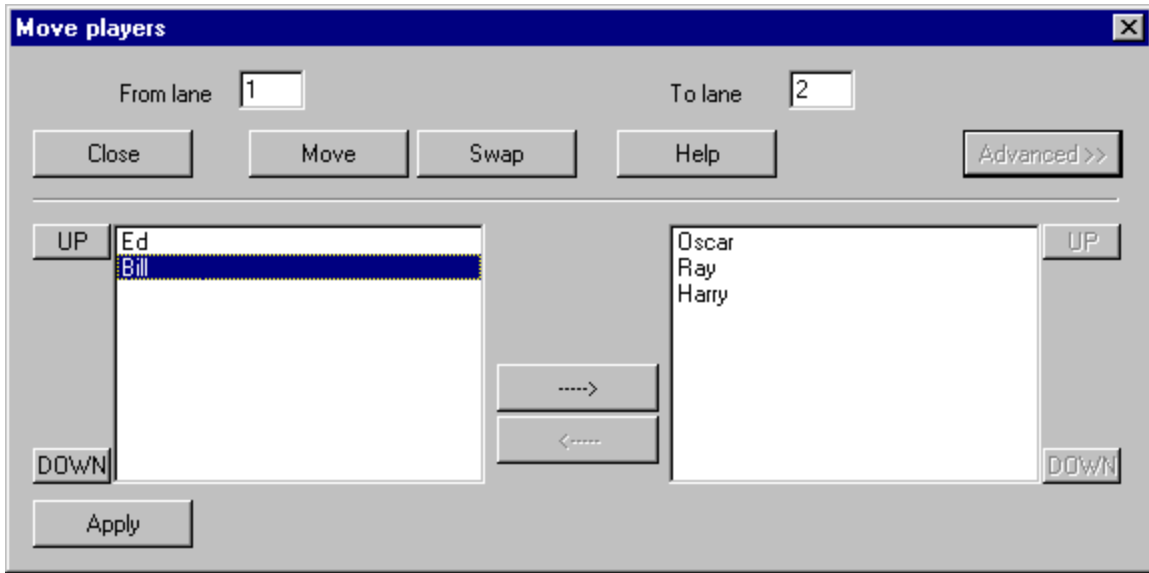 Move players
From lane 1 To lane 2
Close Move Swap Help Advanced >>
UP Ed Oscar UP
Bill Ray
Harry
----->
<-----
DOWN DOWN
Apply